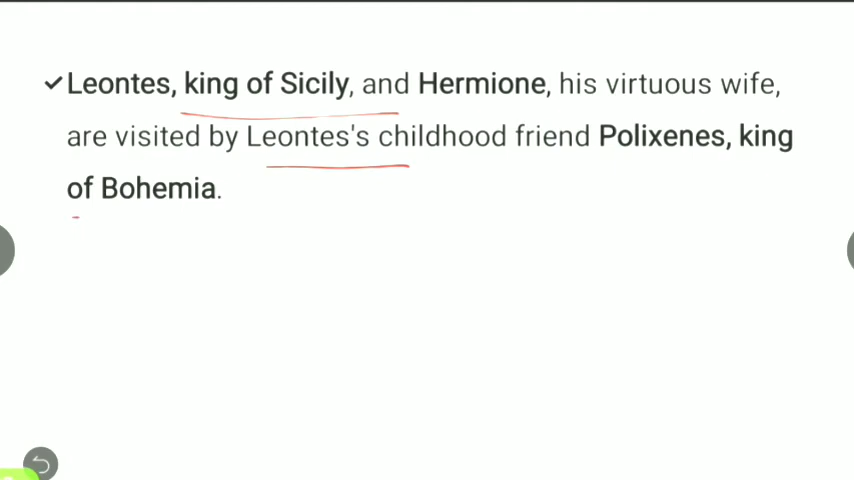 ✓Leontes, king of Sicily, and Hermione, his virtuous wife,
are visited by Leontes's childhood friend Polixenes, king
of Bohemia.